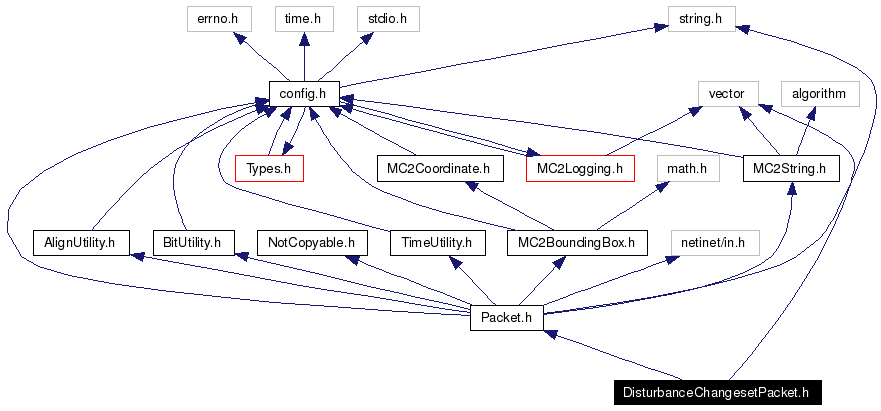 errno.h
time.h
stdio.h
string.h
config.h
vector
algorithm
Types.h
MC2Coordinate.h
MC2Logging.h
math.h
MC2String.h
AlignUtility.h
BitUtility.h
NotCopyable.h
TimeUtility.h
MC2BoundingBox.h
netinet/in.h
Packet.h
DisturbanceChangesetPacket.h